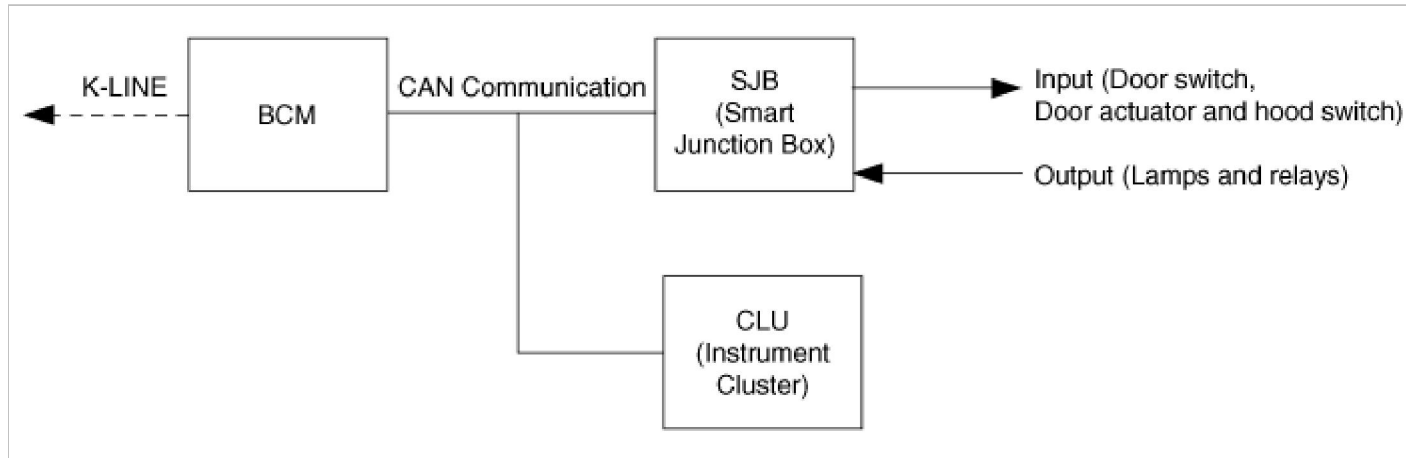 K-LINE
BCM
CAN Communication
SJB
(Smart
Junction Box)
Input (Door switch,
Door actuator and hood switch)
Output (Lamps and relays)
CLU
(Instrument
Cluster)